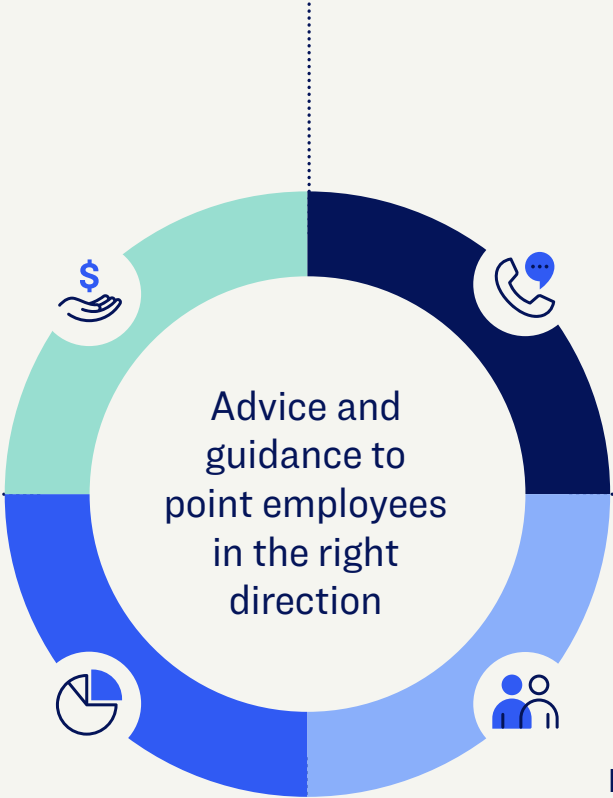 $
Advice and
guidance to
point employees
in the right
direction